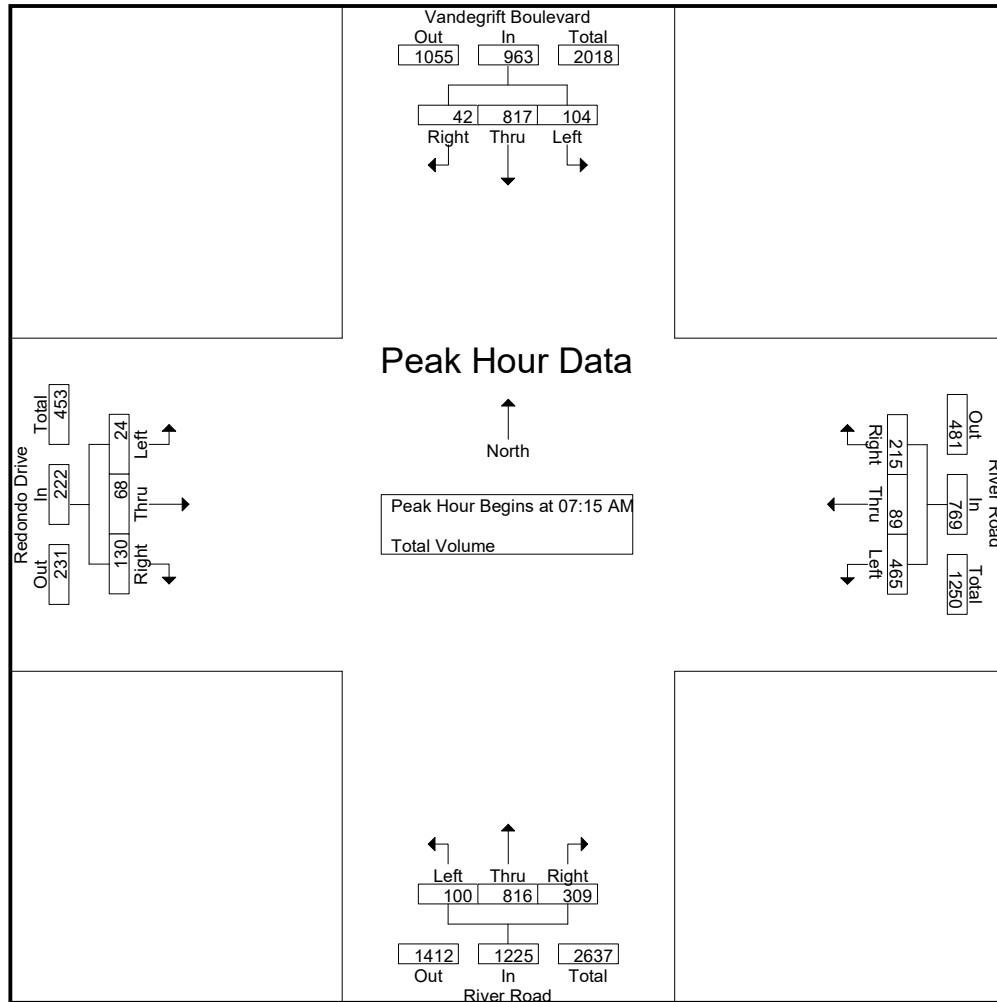 Vandegrift Boulevard
Out In Total
1055 963 2018
42 817 104
Right Thru Left
Peak Hour Data
North
Peak Hour Begins at 07:15 AM
Total Volume
Redondo Drive
Total In Out
453 222 231
24 68 130
Left Thru Right
River Road
Out In Total
481 769 1250
215 89 465
Right Thru Left
Left Thru Right
100 816 309
1412 1225 2637
Out In Total
River Road